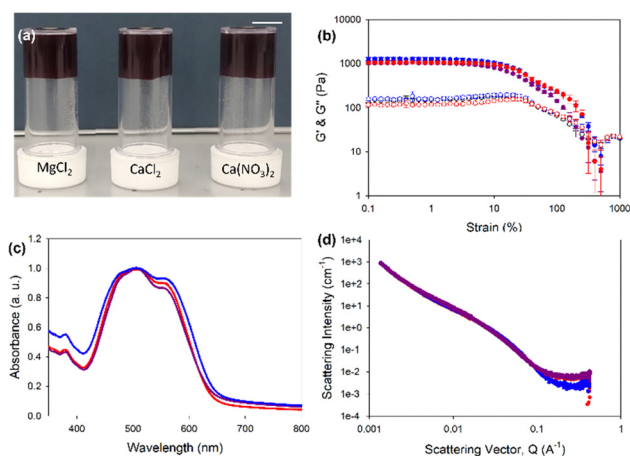 (a)
MgCl₂
CaCl₂
Ca(NO₃)₂
(b)
G' & G'' (Pa)
10000
1000
100
10
1
0.1
1
10
100
1000
Strain (%)
(c)
Absorbance (a. u.)
1.2
1.0
0.8
0.6
0.4
0.2
0.0
400
500
600
700
800
Wavelength (nm)
(d)
Scattering Intensity (cm⁻¹)
1e+4
1e+3
1e+2
1e+1
1e+0
1e-1
1e-2
1e-3
1e-4
0.001
0.01
0.1
1
Scattering Vector, Q (A⁻¹)